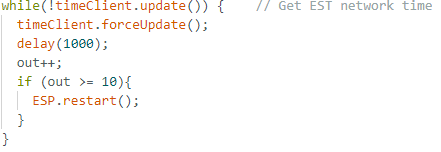 while(!timeClient.update()) {    // Get EST network time
  timeClient.forceUpdate();
  delay(1000);
  out++;
  if (out >= 10){
    ESP.restart();
  }
}